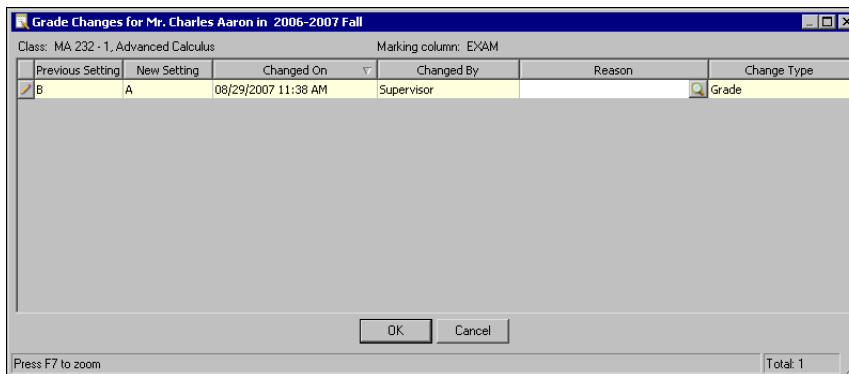 Grade Changes for Mr. Charles Aaron in 2006-2007 Fall
Class: MA 232 - 1, Advanced Calculus Marking column: EXAM
Previous Setting New Setting Changed On Changed By Reason Change Type
B A 08/29/2007 11:38 AM Supervisor Grade
OK Cancel
Press F7 to zoom Total: 1